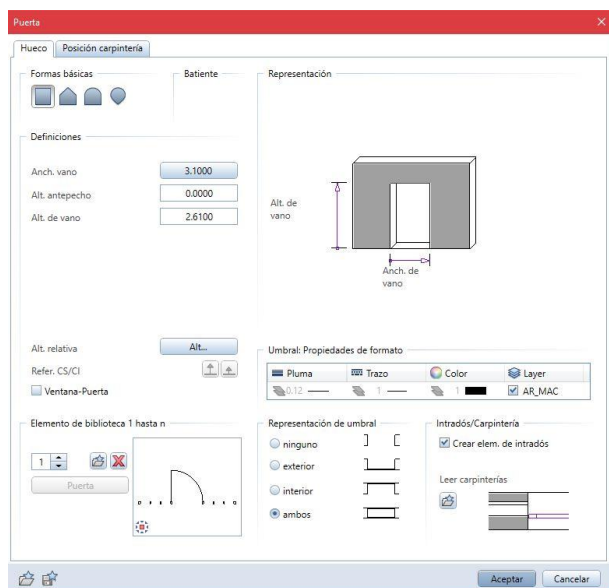 Puerta
Hueco
Posición carpintería
Formas básicas
Batiente
Representación
Definiciones
Anch. vano
3.1000
Alt. antepecho
0.0000
Alt. de vano
2.6100
Alt. de
vano
Anch. de
vano
Alt. relativa
Alt...
Refer. CS/CI
Ventana-Puerta
Umbral: Propiedades de formato
Pluma
Trazo
Color
Layer
0.12
1
1
AR_MAC
Elemento de biblioteca 1 hasta n
1
Puerta
Representación de umbral
ninguno
exterior
interior
ambos
Intradós/Carpintería
Crear elem. de intradós
Leer carpinterías
Aceptar
Cancelar